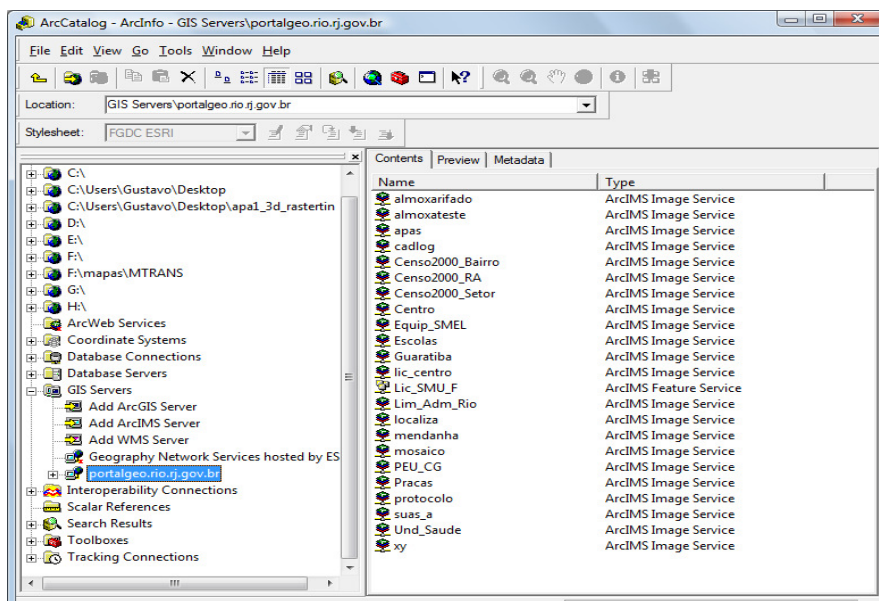 ArcCatalog - ArcInfo - GIS Servers\portalgeo.rio.rj.gov.br
File Edit View Go Tools Window Help
Location: GIS Servers\portalgeo.rio.rj.gov.br
Stylesheet: FGDC ESRI
C:\
C:\Users\Gustavo\Desktop
C:\Users\Gustavo\Desktop\apa1_3d_rastertin
D:\
E:\
F:\
F:\mapas\MTRANS
G:\
H:\
ArcWeb Services
Coordinate Systems
Database Connections
Database Servers
GIS Servers
Add ArcGIS Server
Add ArcIMS Server
Add WMS Server
Geography Network Services hosted by ES
portalgeo.rio.rj.gov.br
Interoperability Connections
Scalar References
Search Results
Toolboxes
Tracking Connections
Contents Preview Metadata
Name Type
almoxarifado ArcIMS Image Service
almoxateste ArcIMS Image Service
apas ArcIMS Image Service
cadlog ArcIMS Image Service
Censo2000_Bairro ArcIMS Image Service
Censo2000_RA ArcIMS Image Service
Censo2000_Setor ArcIMS Image Service
Centro ArcIMS Image Service
Equip_SMEL ArcIMS Image Service
Escolas ArcIMS Image Service
Guaratiba ArcIMS Image Service
lic_centro ArcIMS Image Service
Lic_SMU_F ArcIMS Feature Service
Lim_Adm_Rio ArcIMS Image Service
localiza ArcIMS Image Service
mendanha ArcIMS Image Service
mosaico ArcIMS Image Service
PEU_CG ArcIMS Image Service
Pracas ArcIMS Image Service
protocolo ArcIMS Image Service
suas_a ArcIMS Image Service
Und_Saude ArcIMS Image Service
xy ArcIMS Image Service